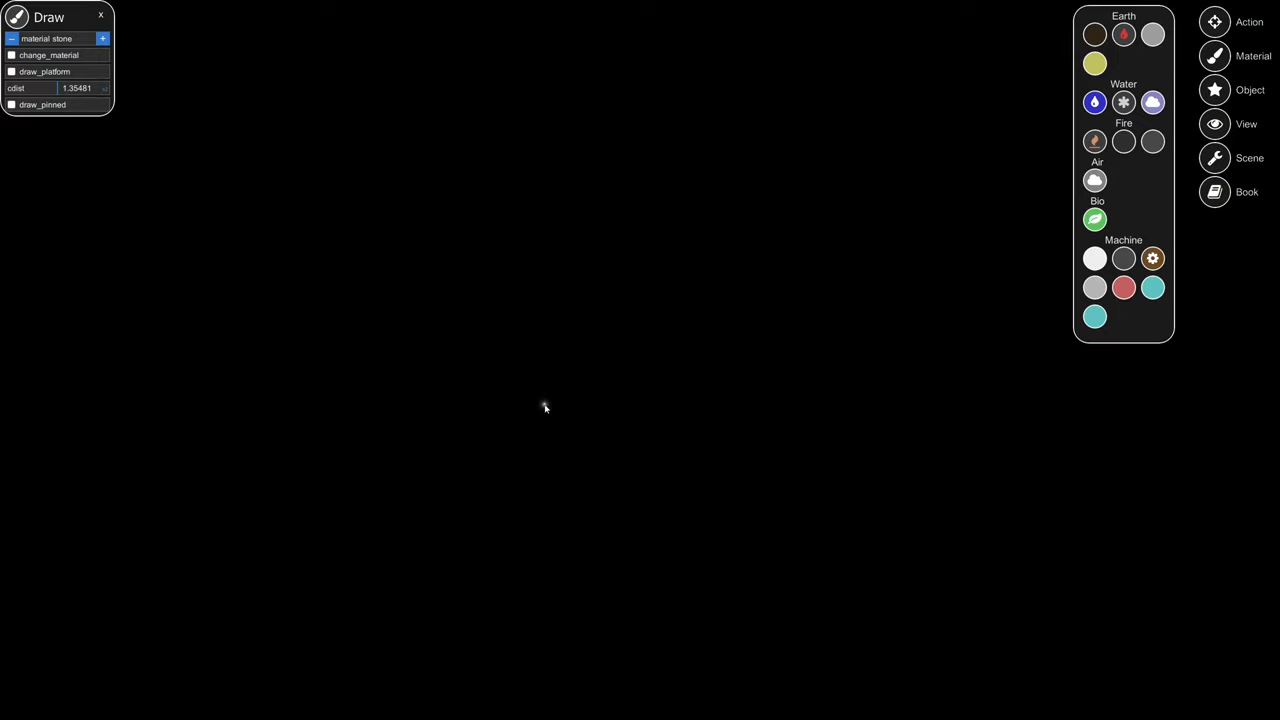 Draw
x
– material stone +
change_material
draw_platform
cdist 1.35481
draw_pinned
Earth
Water
Fire
Air
Bio
Machine
Action
Material
Object
View
Scene
Book